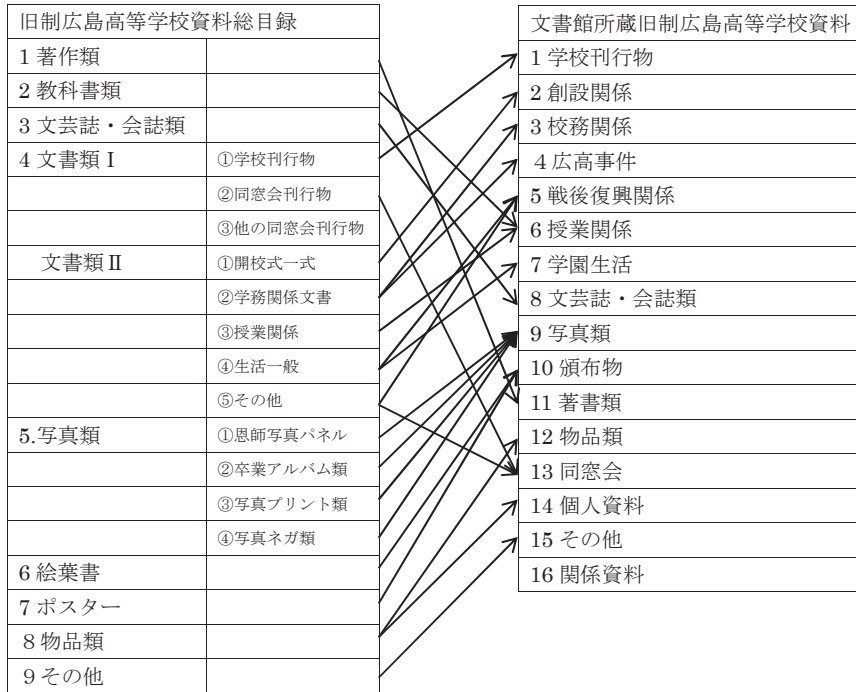 旧制広島高等学校資料総目録
1 著作類
2 教科書類
3 文芸誌・会誌類
4 文書類 I ①学校刊行物
②同窓会刊行物
③他の同窓会刊行物
文書類 II ①開校式一式
②学務関係文書
③授業関係
④生活一般
⑤その他
5.写真類 ①恩師写真パネル
②卒業アルバム類
③写真プリント類
④写真ネガ類
6 絵葉書
7 ポスター
8 物品類
9 その他
文書館所蔵旧制広島高等学校資料
1 学校刊行物
2 創設関係
3 校務関係
4 広高事件
5 戦後復興関係
6 授業関係
7 学園生活
8 文芸誌・会誌類
9 写真類
10 頒布物
11 著書類
12 物品類
13 同窓会
14 個人資料
15 その他
16 関係資料